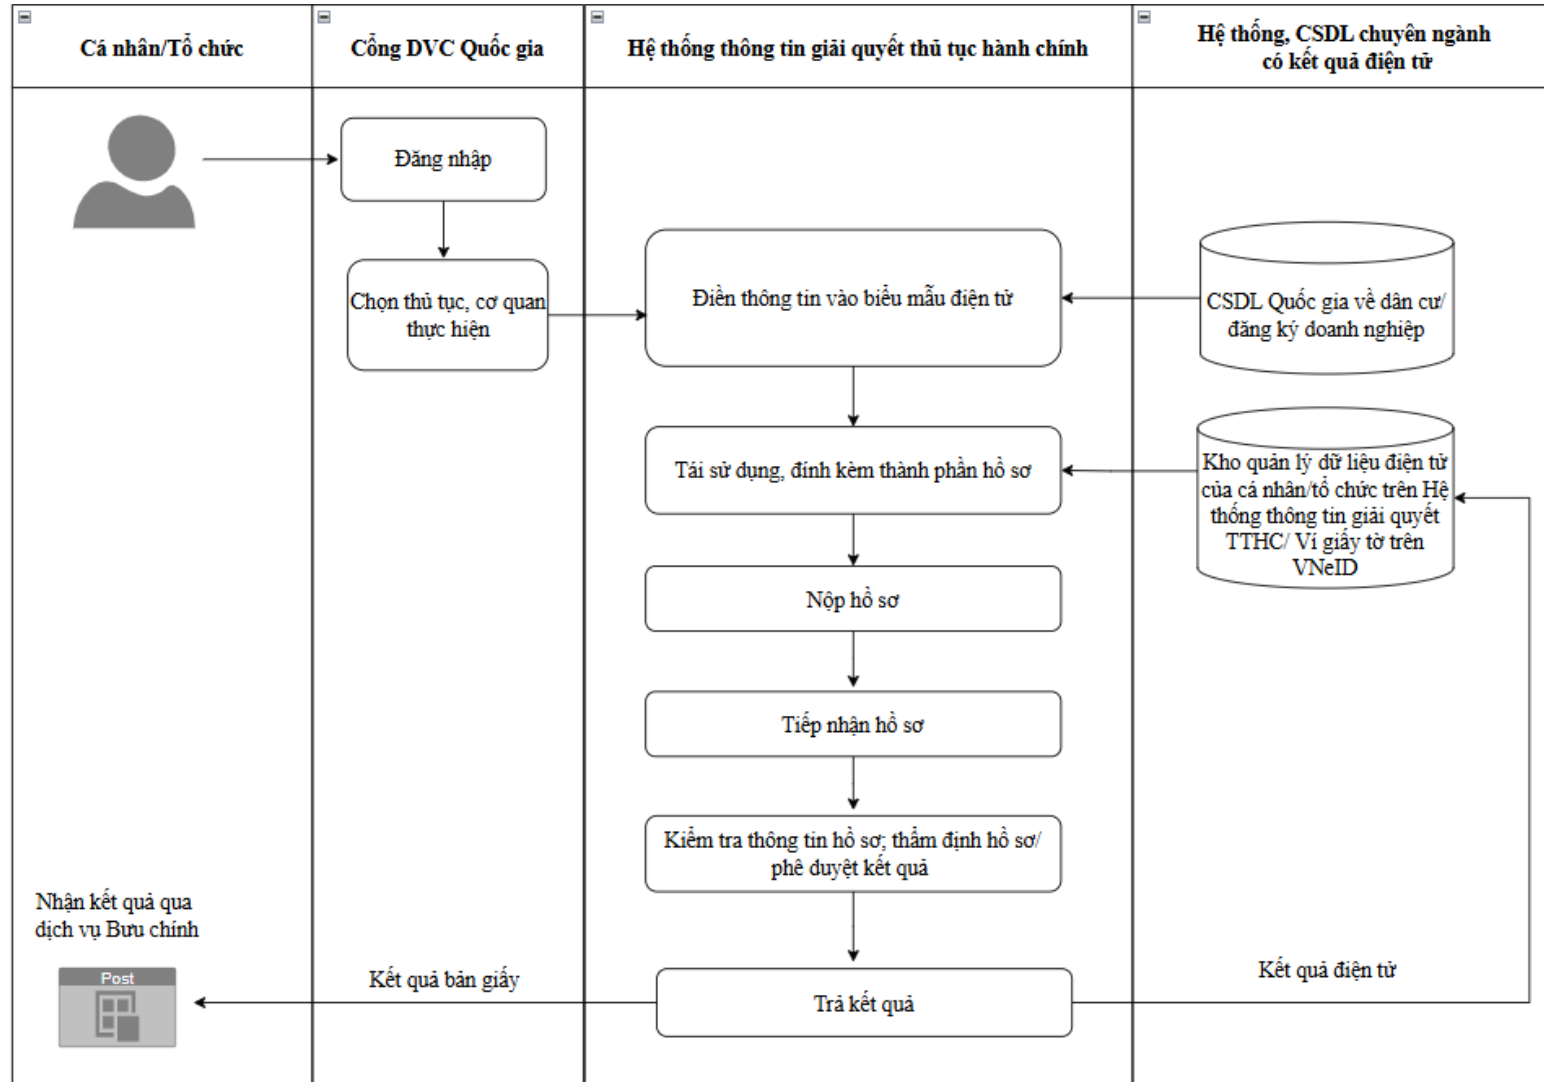 Cá nhân/Tổ chức
Cổng DVC Quốc gia
Hệ thống thông tin giải quyết thủ tục hành chính
Hệ thống, CSDL chuyên ngành
có kết quả điện tử
Đăng nhập
Chọn thủ tục, cơ quan
thực hiện
Điền thông tin vào biểu mẫu điện tử
CSDL Quốc gia về dân cư/
đăng ký doanh nghiệp
Tái sử dụng, đính kèm thành phần hồ sơ
Kho quản lý dữ liệu điện tử
của cá nhân/tổ chức trên Hệ
thống thông tin giải quyết
TTHC/ Ví giấy tờ trên
VNeID
Nộp hồ sơ
Tiếp nhận hồ sơ
Kiểm tra thông tin hồ sơ; thẩm định hồ sơ/
phê duyệt kết quả
Nhận kết quả qua
dịch vụ Bưu chính
Post
Kết quả bản giấy
Trả kết quả
Kết quả điện tử